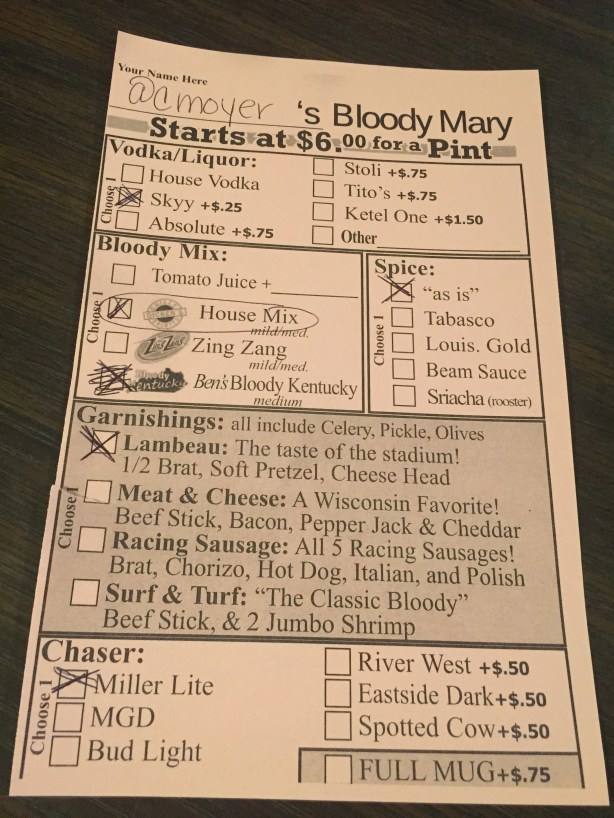 Your Name Here
@cmoyer 's Bloody Mary
Starts at $6.00 for a Pint
Vodka/Liquor:
Choose 1
House Vodka
Skyy +$.25
Absolute +$.75
Stoli +$.75
Tito's +$.75
Ketel One +$1.50
Other
Bloody Mix:
Choose 1
Tomato Juice +
House Mix
mild/med.
Zing Zang
Zing Zang
mild/med.
Bloody Kentucky
Ben's Bloody Kentucky
medium
Spice:
Choose 1
"as is"
Tabasco
Louis. Gold
Beam Sauce
Sriacha (rooster)
Garnishings: all include Celery, Pickle, Olives
Choose 1
Lambeau: The taste of the stadium!
1/2 Brat, Soft Pretzel, Cheese Head
Meat & Cheese: A Wisconsin Favorite!
Beef Stick, Bacon, Pepper Jack & Cheddar
Racing Sausage: All 5 Racing Sausages!
Brat, Chorizo, Hot Dog, Italian, and Polish
Surf & Turf: "The Classic Bloody"
Beef Stick, & 2 Jumbo Shrimp
Chaser:
Choose 1
Miller Lite
MGD
Bud Light
River West +$.50
Eastside Dark+$.50
Spotted Cow+$.50
FULL MUG+$.75